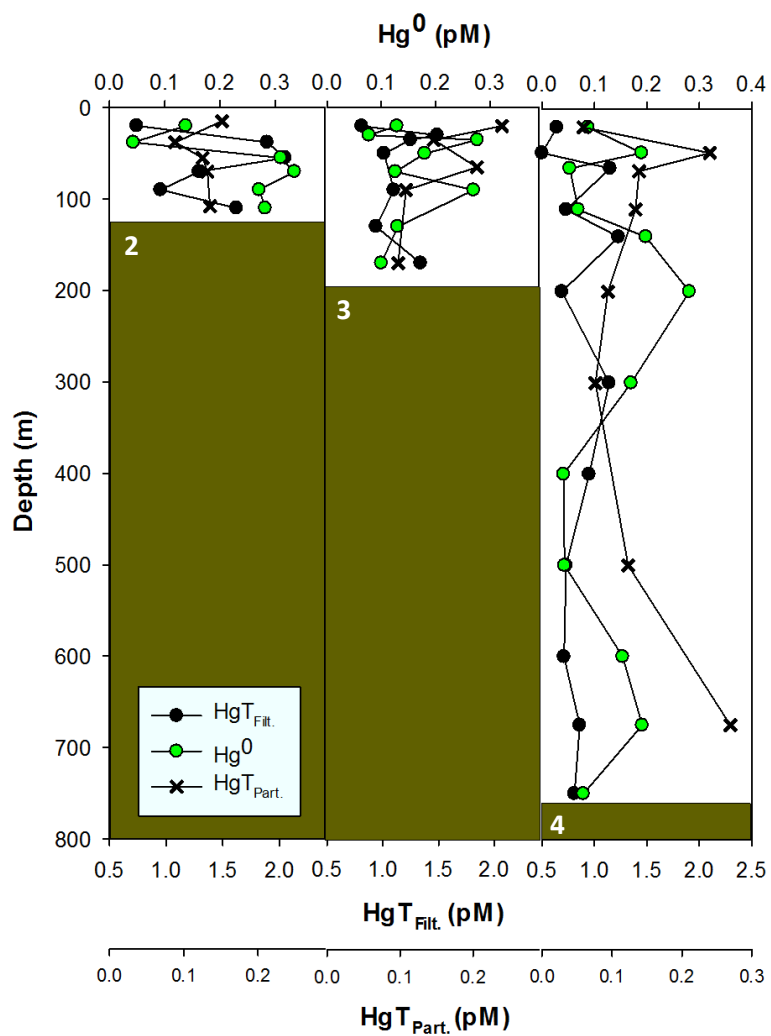 Hg0 (pM)
0.0 0.1 0.2 0.3 0.0 0.1 0.2 0.3 0.0 0.1 0.2 0.3 0.4
0
100
200
300
400
500
600
700
800
Depth (m)
2
3
4
HgTFilt.
Hg0
HgTPart.
0.5 1.0 1.5 2.0 0.5 1.0 1.5 2.0 0.5 1.0 1.5 2.0 2.5
HgTFilt. (pM)
0.0 0.1 0.2 0.0 0.1 0.2 0.0 0.1 0.2 0.3
HgTPart. (pM)